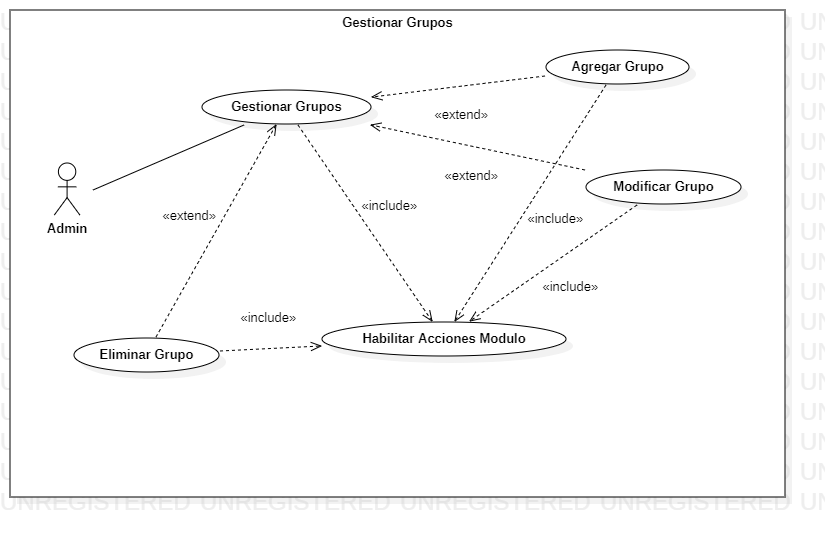 Gestionar Grupos
Agregar Grupo
Gestionar Grupos
«extend»
«extend»
Modificar Grupo
«include»
«extend»
«include»
Admin
«include»
«include»
Habilitar Acciones Modulo
Eliminar Grupo
UNREGISTERED UNREGISTERED UNREGISTERED UNREGISTERED UN